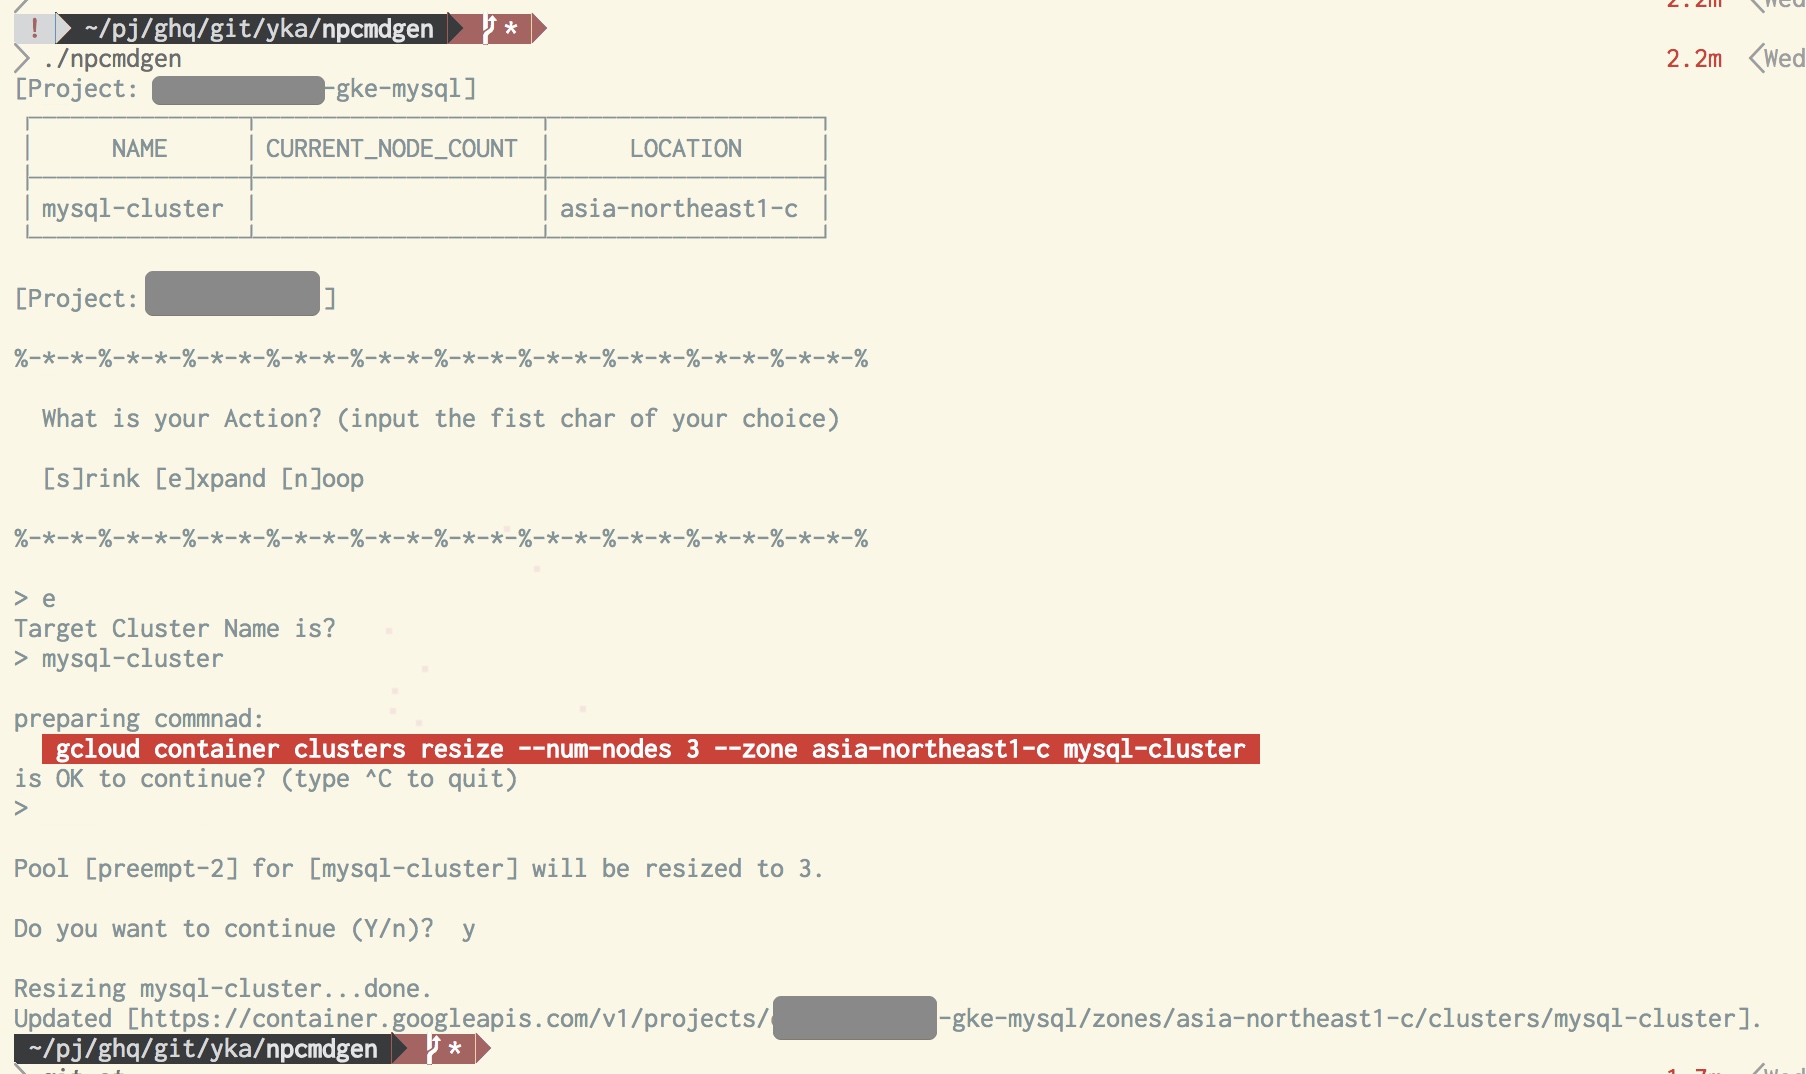 2.2m Wed
! ~/pj/ghq/git/yka/npcmdgen *
./npcmdgen 2.2m Wed
[Project: -gke-mysql]
NAME CURRENT_NODE_COUNT LOCATION
mysql-cluster asia-northeast1-c
[Project: ]
%-*-*-%-*-*-%-*-*-%-*-*-%-*-*-%-*-*-%-*-*-%-*-*-%-*-*-%-*-*-%
What is your Action? (input the fist char of your choice)
[s]rink [e]xpand [n]oop
%-*-*-%-*-*-%-*-*-%-*-*-%-*-*-%-*-*-%-*-*-%-*-*-%-*-*-%-*-*-%
> e
Target Cluster Name is?
> mysql-cluster
preparing commnad:
gcloud container clusters resize --num-nodes 3 --zone asia-northeast1-c mysql-cluster
is OK to continue? (type ^C to quit)
>
Pool [preempt-2] for [mysql-cluster] will be resized to 3.
Do you want to continue (Y/n)? y
Resizing mysql-cluster...done.
Updated [https://container.googleapis.com/v1/projects/ -gke-mysql/zones/asia-northeast1-c/clusters/mysql-cluster].
~/pj/ghq/git/yka/npcmdgen *